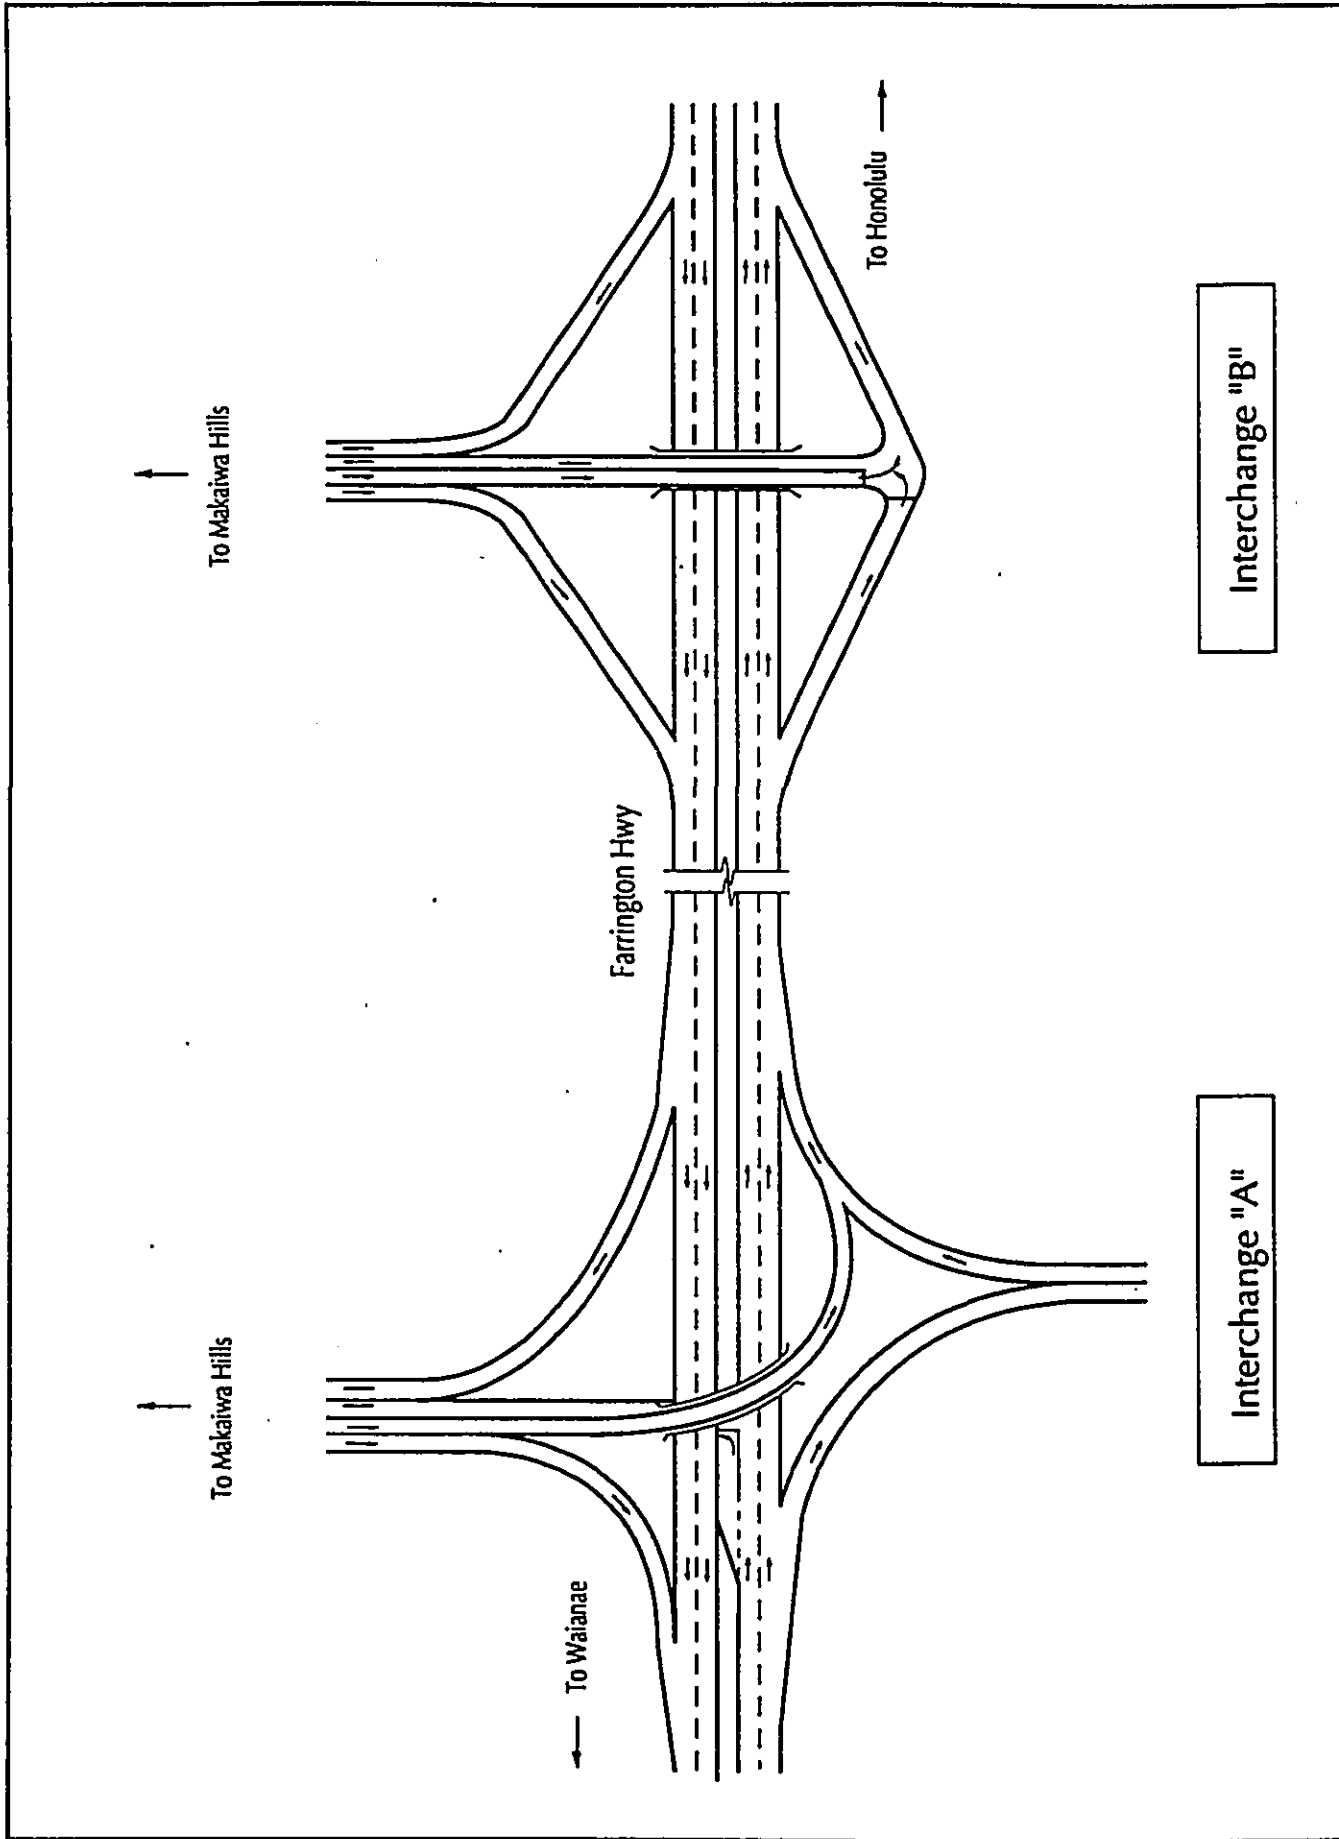 To Makaiwa Hills
To Makaiwa Hills
To Waianae
Farrington Hwy
To Honolulu
Interchange "A"
Interchange "B"